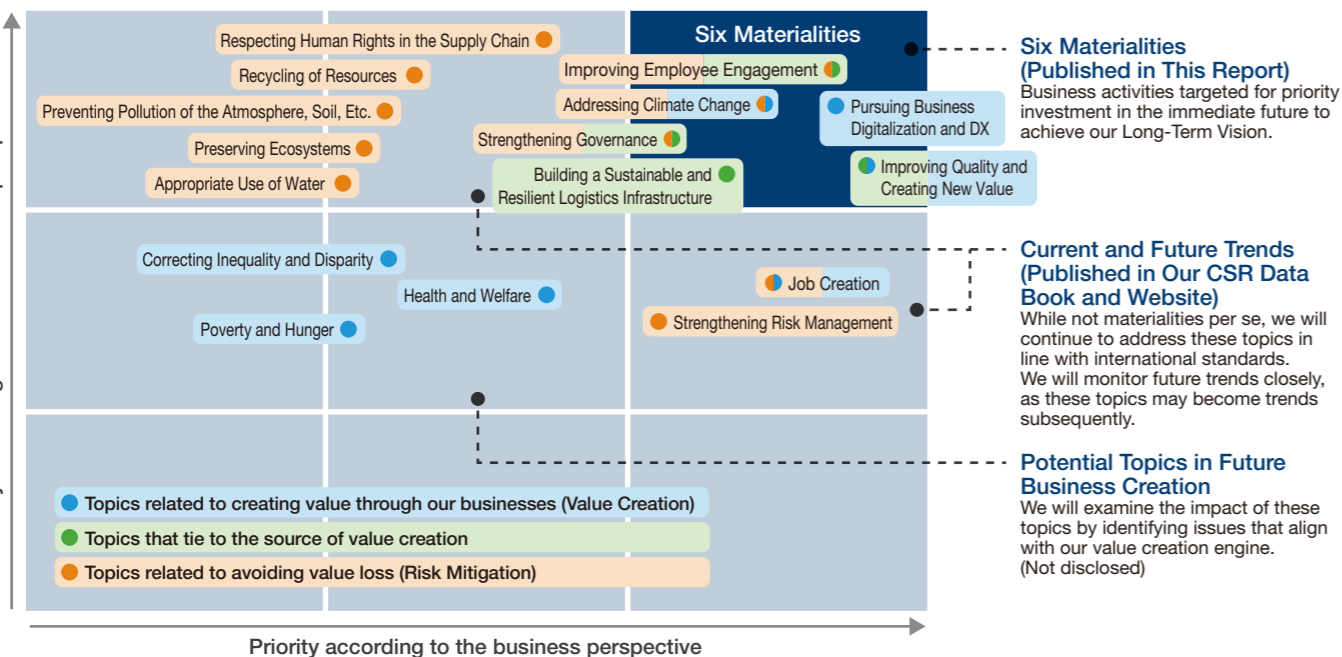 Six Materialities
Respecting Human Rights in the Supply Chain
Recycling of Resources
Preventing Pollution of the Atmosphere, Soil, Etc.
Preserving Ecosystems
Appropriate Use of Water
Improving Employee Engagement
Addressing Climate Change
Strengthening Governance
Building a Sustainable and
Resilient Logistics Infrastructure
Pursuing Business
Digitalization and DX
Improving Quality and
Creating New Value
Correcting Inequality and Disparity
Health and Welfare
Poverty and Hunger
Job Creation
Strengthening Risk Management
Topics related to creating value through our businesses (Value Creation)
Topics that tie to the source of value creation
Topics related to avoiding value loss (Risk Mitigation)
Priority according to the business perspective
Six Materialities
(Published in This Report)
Business activities targeted for priority
investment in the immediate future to
achieve our Long-Term Vision.
Current and Future Trends
(Published in Our CSR Data
Book and Website)
While not materialities per se, we will
continue to address these topics in
line with international standards.
We will monitor future trends closely,
as these topics may become trends
subsequently.
Potential Topics in Future
Business Creation
We will examine the impact of these
topics by identifying issues that align
with our value creation engine.
(Not disclosed)